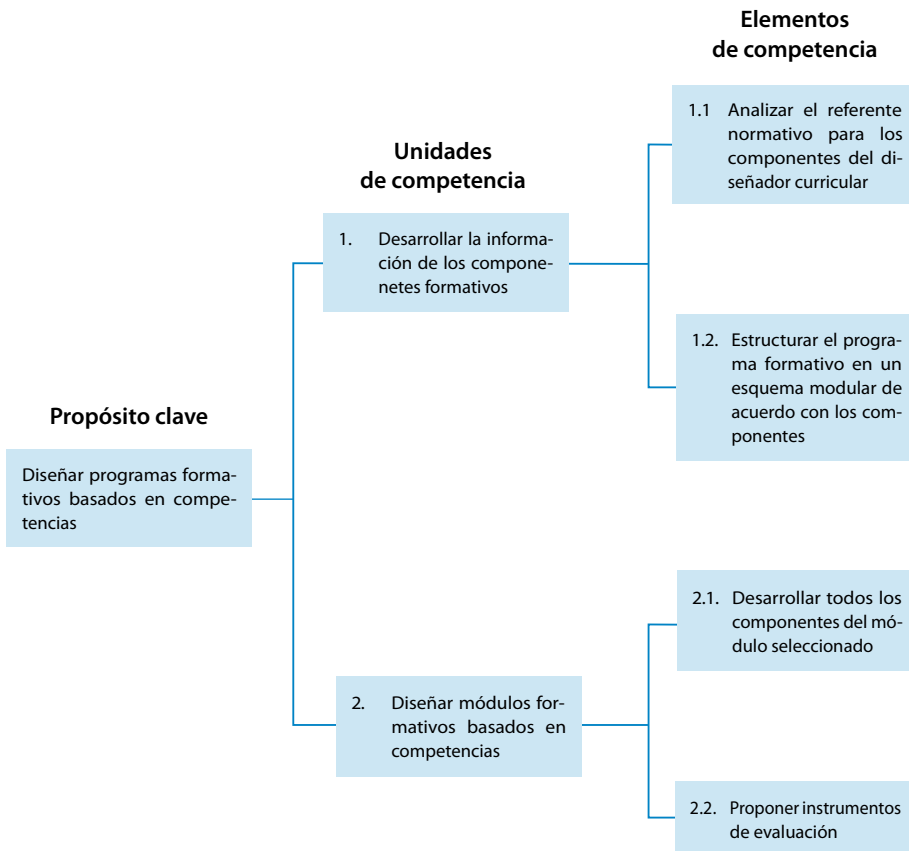 Elementos
de competencia
1.1 Analizar el referente
normativo para los
componentes del di-
señador curricular
Unidades
de competencia
1. Desarrollar la informa-
ción de los compone-
netes formativos
1.2. Estructurar el progra-
ma formativo en un
esquema modular de
acuerdo con los com-
ponentes
Propósito clave
Diseñar programas forma-
tivos basados en compe-
tencias
2.1. Desarrollar todos los
componentes del mó-
dulo seleccionado
2. Diseñar módulos for-
mativos basados en
competencias
2.2. Proponer instrumentos
de evaluación